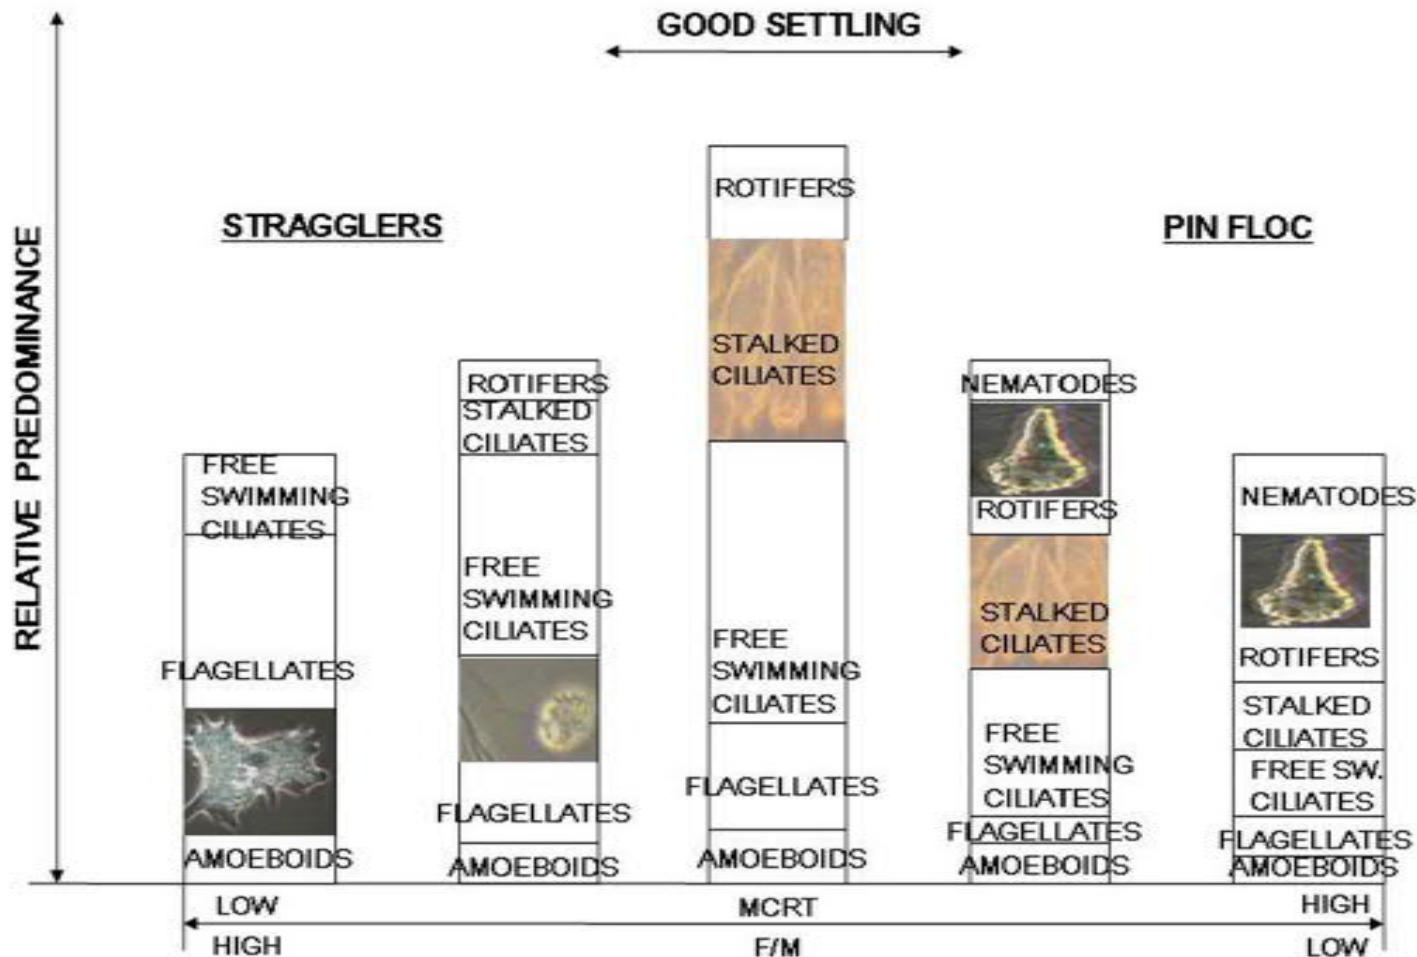 GOOD SETTLING
RELATIVE PREDOMINANCE
STRAGGLERS
PIN FLOC
FREE
SWIMMING
CILIATES
FLAGELLATES
AMOEBOIDS
ROTIFERS
STALKED
CILIATES
FREE
SWIMMING
CILIATES
FLAGELLATES
AMOEBOIDS
ROTIFERS
STALKED
CILIATES
FREE
SWIMMING
CILIATES
FLAGELLATES
AMOEBOIDS
NEMATODES
ROTIFERS
STALKED
CILIATES
FREE
SWIMMING
CILIATES
FLAGELLATES
AMOEBOIDS
NEMATODES
ROTIFERS
STALKED
CILIATES
FREE SW.
CILIATES
FLAGELLATES
AMOEBOIDS
LOW MCRT HIGH
HIGH F/M LOW